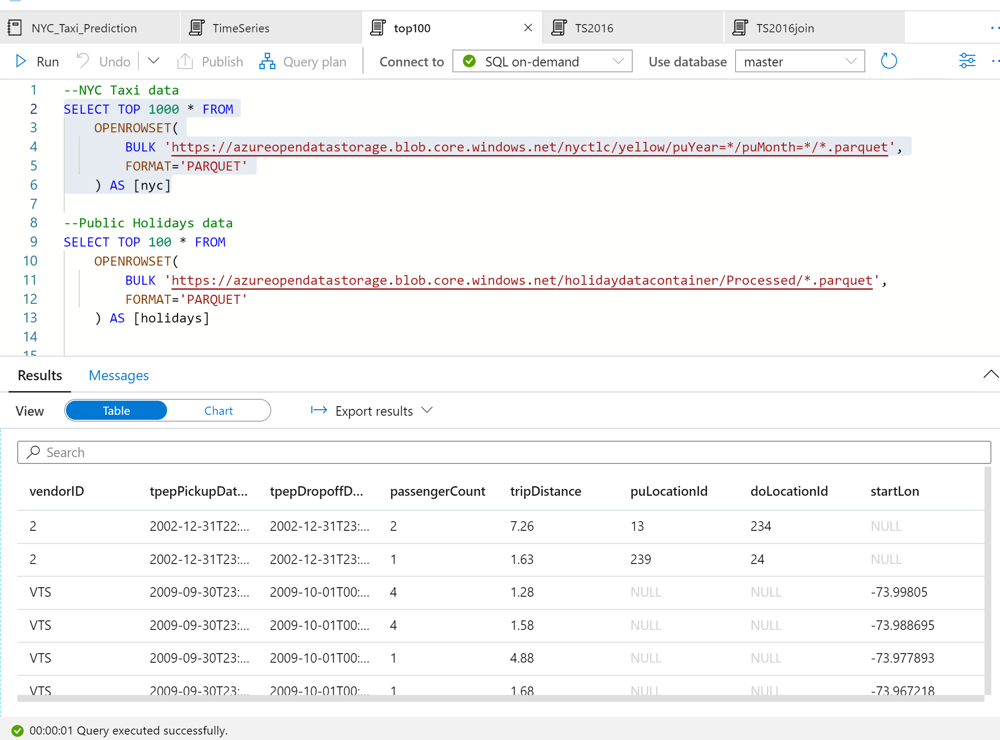 NYC_Taxi_Prediction TimeSeries top100 TS2016 TS2016join
Run Undo Publish Query plan Connect to SQL on-demand Use database master
1 --NYC Taxi data
2 SELECT TOP 1000 * FROM
3 OPENROWSET(
4 BULK 'https://azureopendatastorage.blob.core.windows.net/nyctlc/yellow/puYear=*/puMonth=*/*.parquet',
5 FORMAT='PARQUET'
6 ) AS [nyc]
7
8 --Public Holidays data
9 SELECT TOP 100 * FROM
10 OPENROWSET(
11 BULK 'https://azureopendatastorage.blob.core.windows.net/holidaydatacontainer/Processed/*.parquet',
12 FORMAT='PARQUET'
13 ) AS [holidays]
14
15
Results Messages
View Table Chart Export results
Search
vendorID tpepPickupDat... tpepDropoffD... passengerCount tripDistance puLocationId doLocationId startLon
2 2002-12-31T22:... 2002-12-31T23:... 2 7.26 13 234 NULL
2 2002-12-31T23:... 2002-12-31T23:... 1 1.63 239 24 NULL
VTS 2009-09-30T23:... 2009-10-01T00:... 4 1.28 NULL NULL -73.99805
VTS 2009-09-30T23:... 2009-10-01T00:... 4 1.58 NULL NULL -73.988695
VTS 2009-09-30T23:... 2009-10-01T00:... 1 4.88 NULL NULL -73.977893
VTS 2009-09-30T23:... 2009-10-01T00:... 1 1.68 NULL NULL -73.967218
00:00:01 Query executed successfully.